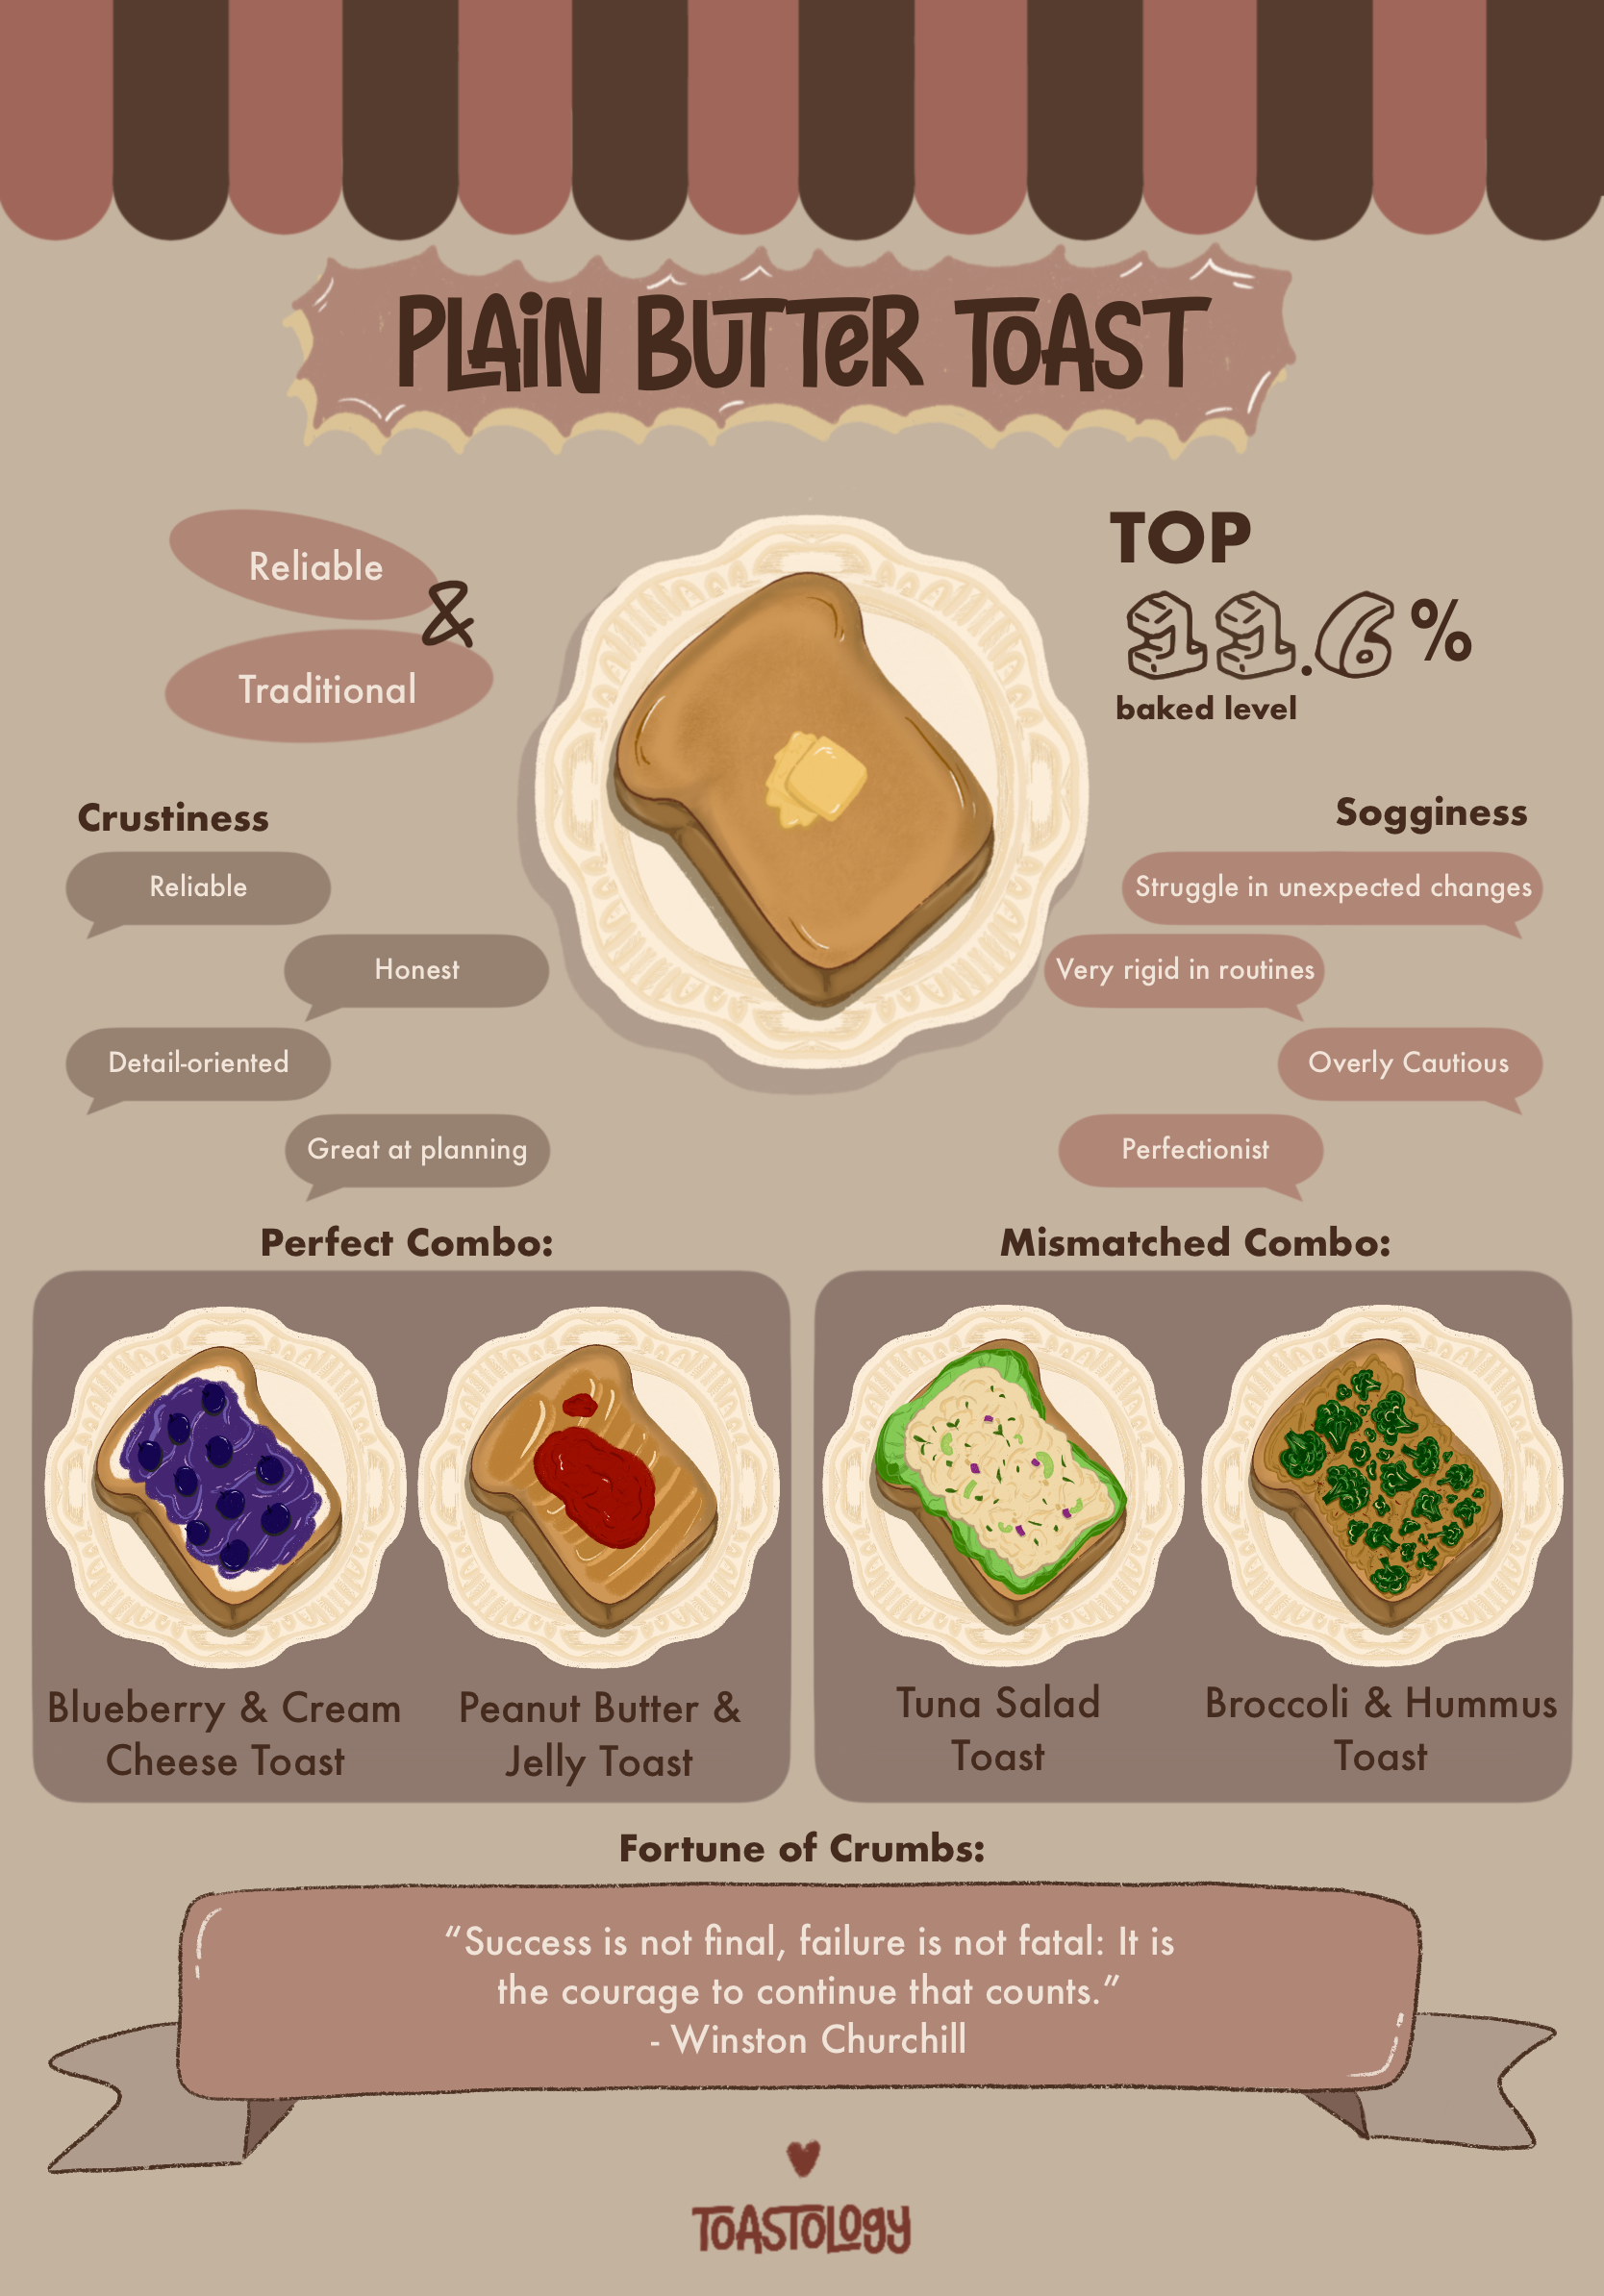 PLAiN BUTTeR ToAST
Reliable
&
Traditional
TOP
11.6%
baked level
Crustiness
Reliable
Honest
Detail-oriented
Great at planning
Sogginess
Struggle in unexpected changes
Very rigid in routines
Overly Cautious
Perfectionist
Perfect Combo:
Blueberry & Cream
Cheese Toast
Peanut Butter &
Jelly Toast
Mismatched Combo:
Tuna Salad
Toast
Broccoli & Hummus
Toast
Fortune of Crumbs:
“Success is not final, failure is not fatal: It is
the courage to continue that counts.”
- Winston Churchill
ToASTOLOgy